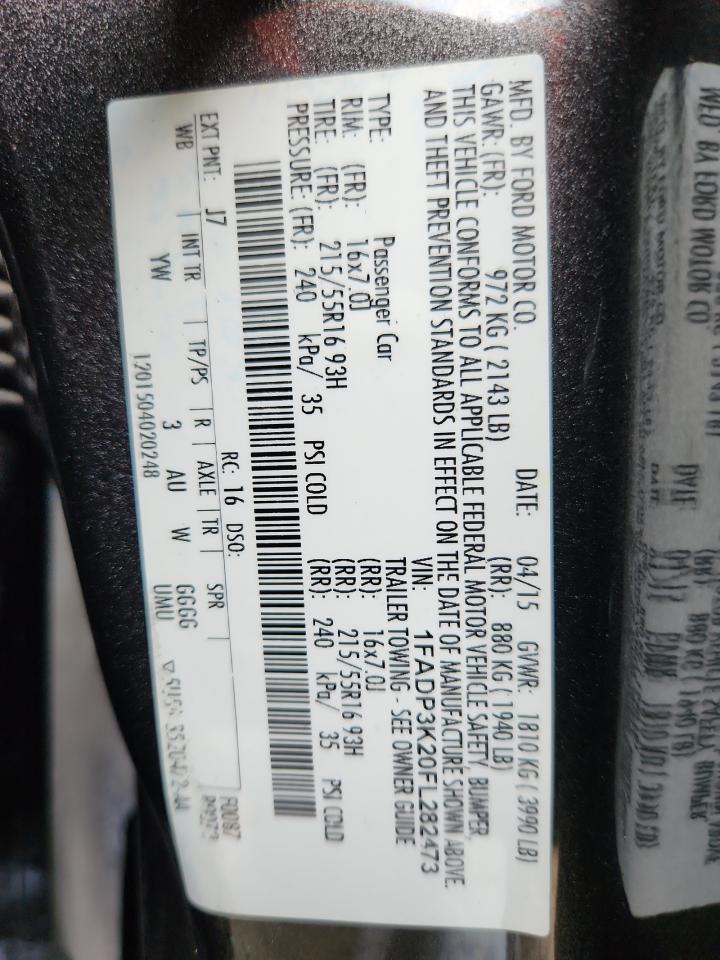 MFD. BY FORD MOTOR CO. DATE: 04/15 GVWR: 1810 KG ( 3990 LB)
GAWR: (FR): 972 KG ( 2143 LB) (RR): 880 KG ( 1940 LB)
THIS VEHICLE CONFORMS TO ALL APPLICABLE FEDERAL MOTOR VEHICLE SAFETY, BUMPER,
AND THEFT PREVENTION STANDARDS IN EFFECT ON THE DATE OF MANUFACTURE SHOWN ABOVE.
VIN: 1FADP3K20FL282473
TYPE: Passenger Car TRAILER TOWING - SEE OWNER GUIDE
RIM: (FR): 16x7.0J (RR): 16x7.0J
TIRE: (FR): 215/55R16 93H (RR): 215/55R16 93H
PRESSURE: (FR): 240 kPa/ 35 PSI COLD (RR): 240 kPa/ 35 PSI COLD
RC: 16 DSO:
EXT PNT: J7
WB INT TR TP/PS R AXLE TR SPR
YW 3 AU W GGGG
UMU
1201504020248